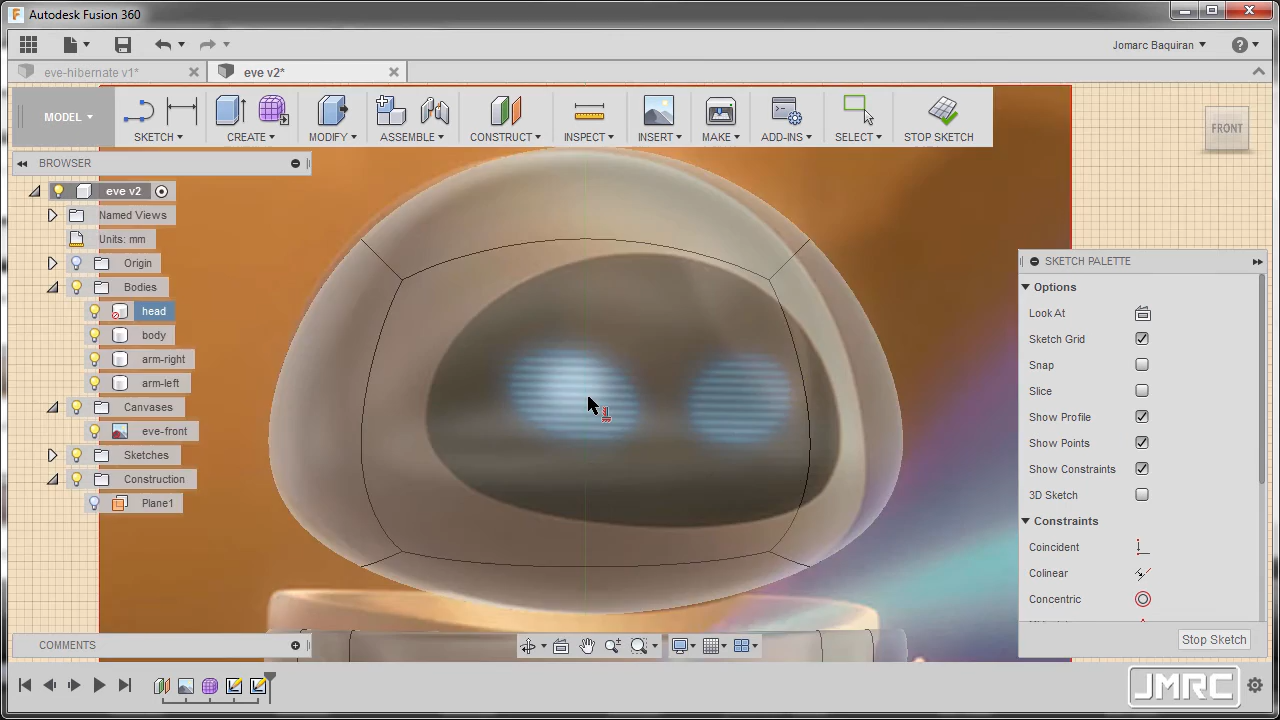 Autodesk Fusion 360
Jomarc Baquiran
eve-hibernate v1*
eve v2*
MODEL
SKETCH
CREATE
MODIFY
ASSEMBLE
CONSTRUCT
INSPECT
INSERT
MAKE
ADD-INS
SELECT
STOP SKETCH
FRONT
BROWSER
eve v2
Named Views
Units: mm
Origin
Bodies
head
body
arm-right
arm-left
Canvases
eve-front
Sketches
Construction
Plane1
SKETCH PALETTE
Options
Look At
Sketch Grid
Snap
Slice
Show Profile
Show Points
Show Constraints
3D Sketch
Constraints
Coincident
Colinear
Concentric
Stop Sketch
COMMENTS
JMRC